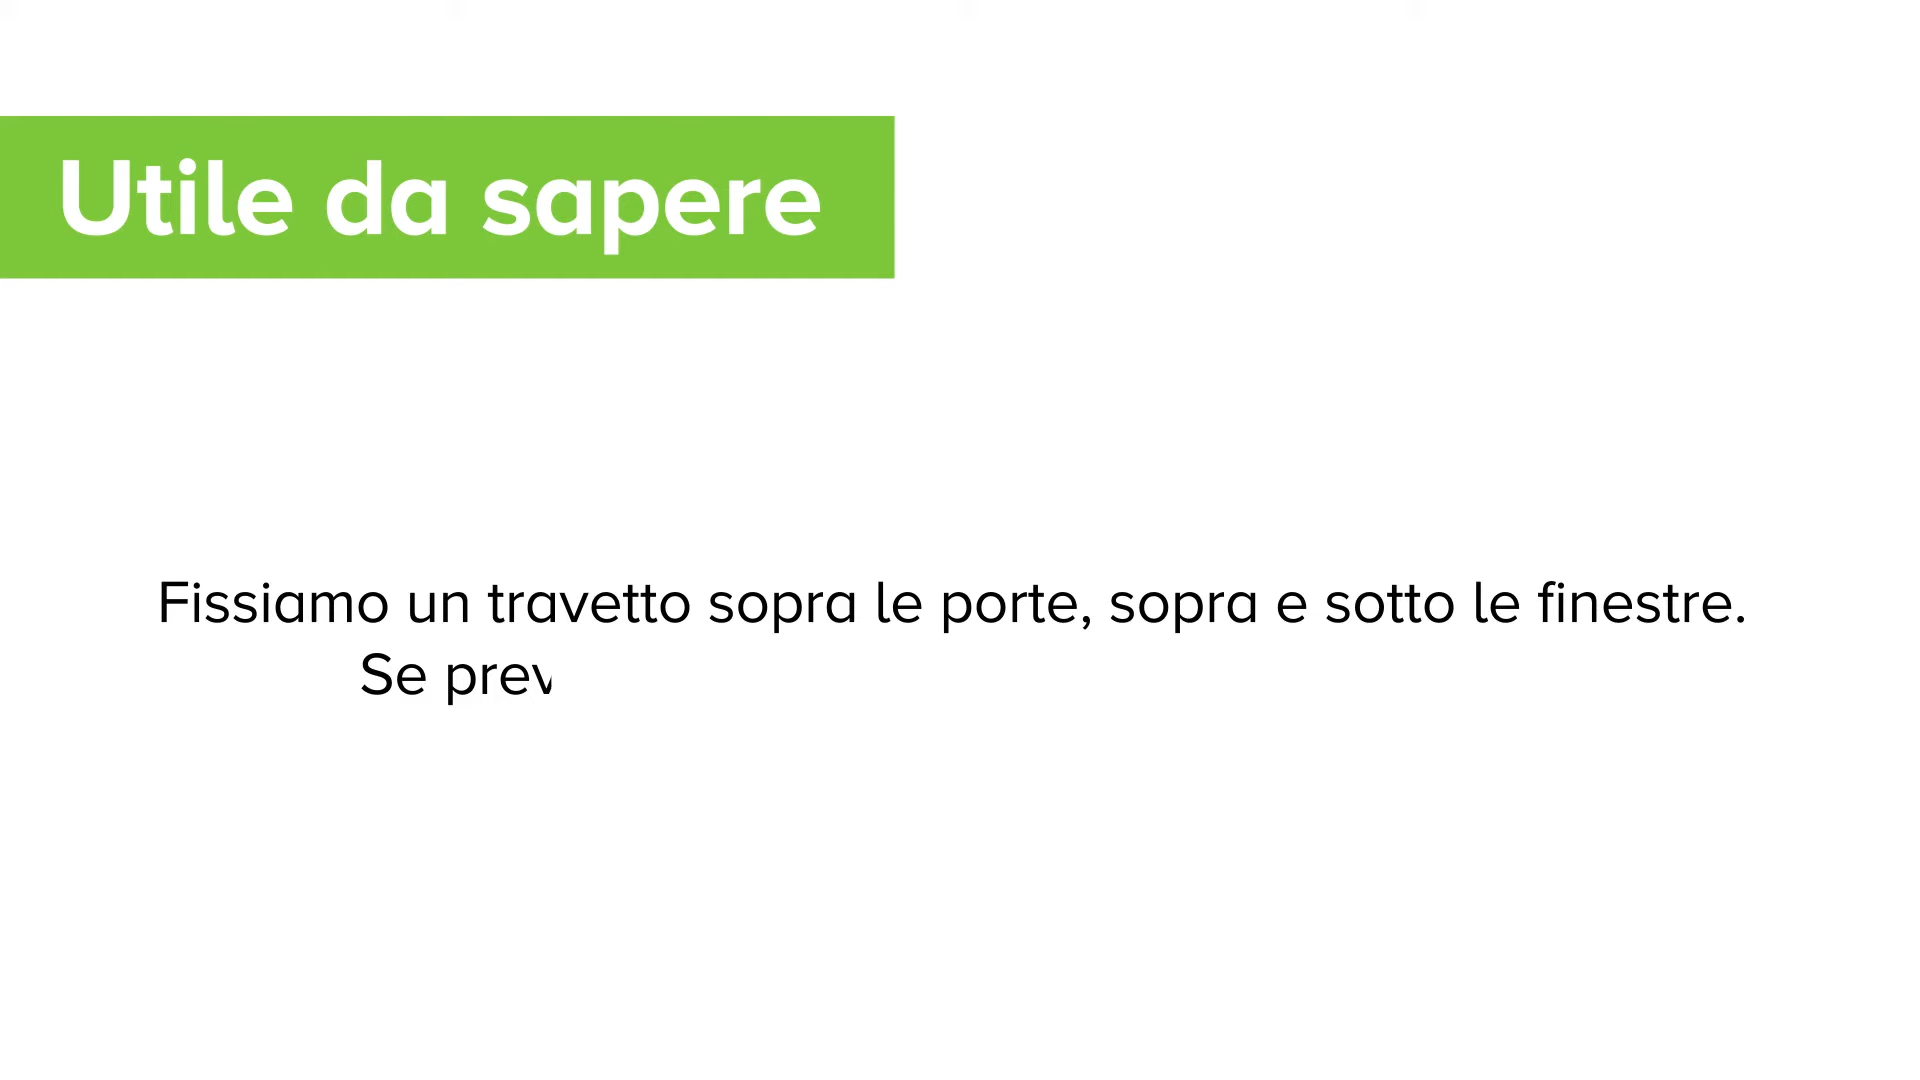 Utile da sapere
Fissiamo un travetto sopra le porte, sopra e sotto le finestre.
Se prev